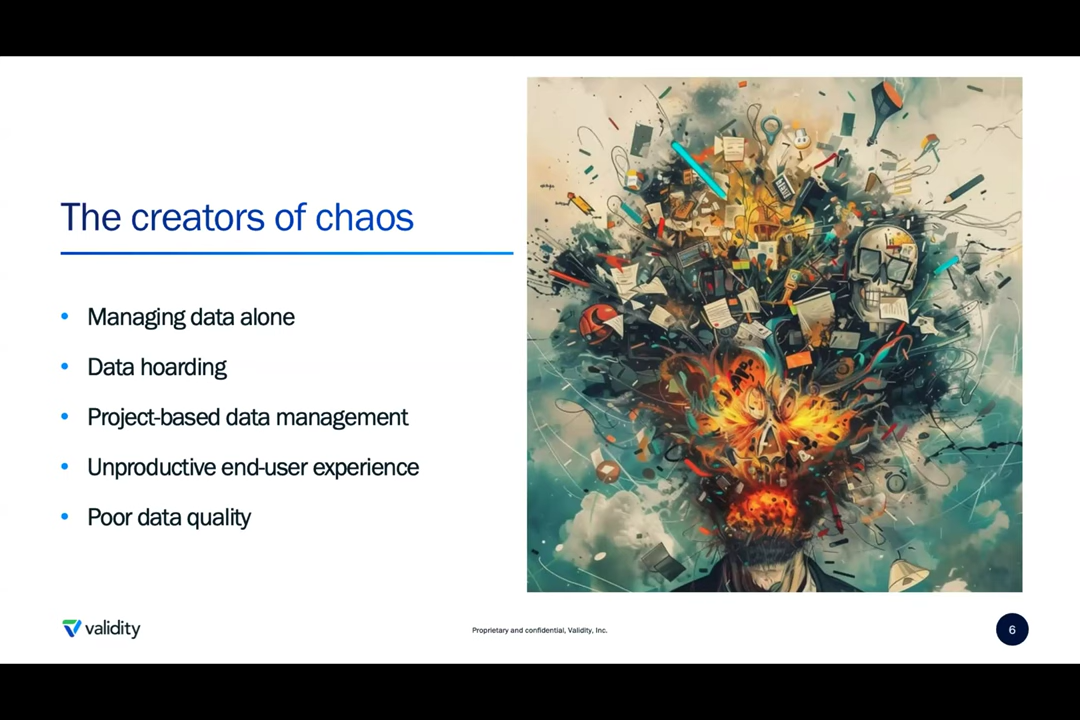 The creators of chaos
• Managing data alone
• Data hoarding
• Project-based data management
• Unproductive end-user experience
• Poor data quality
validity
Proprietary and confidential, Validity, Inc.
6